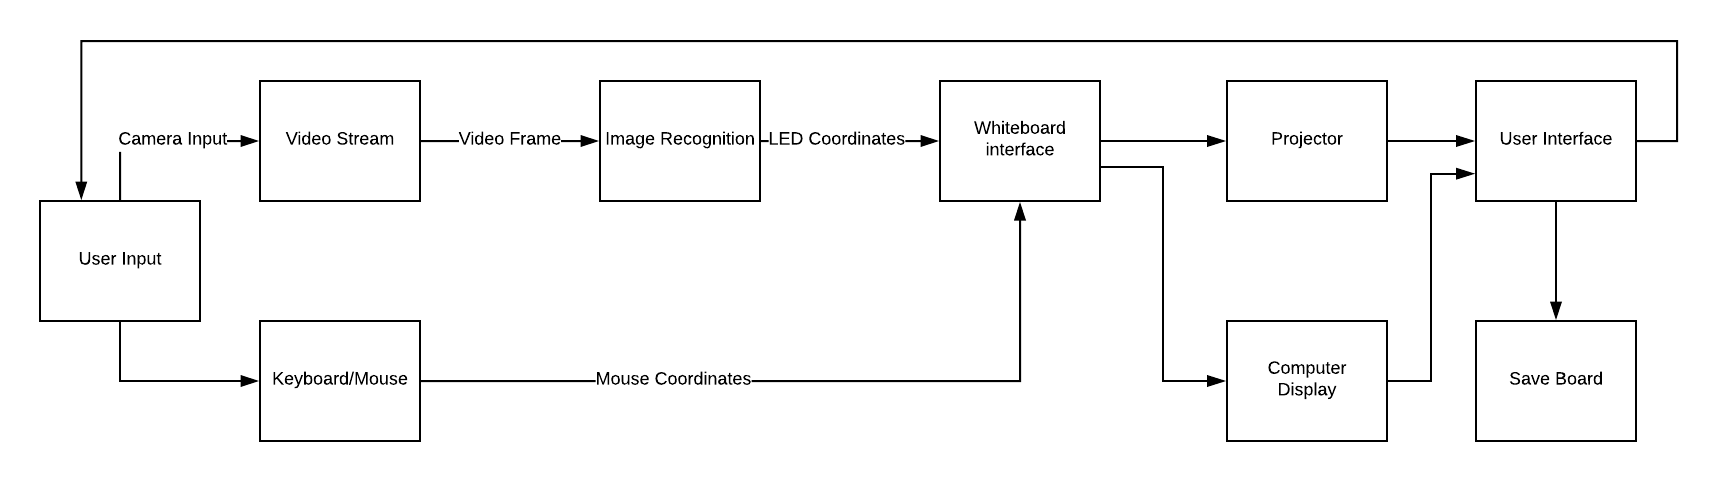 Camera Input
Video Stream
Video Frame
Image Recognition
LED Coordinates
Whiteboard
interface
Projector
User Interface
User Input
Keyboard/Mouse
Mouse Coordinates
Computer
Display
Save Board